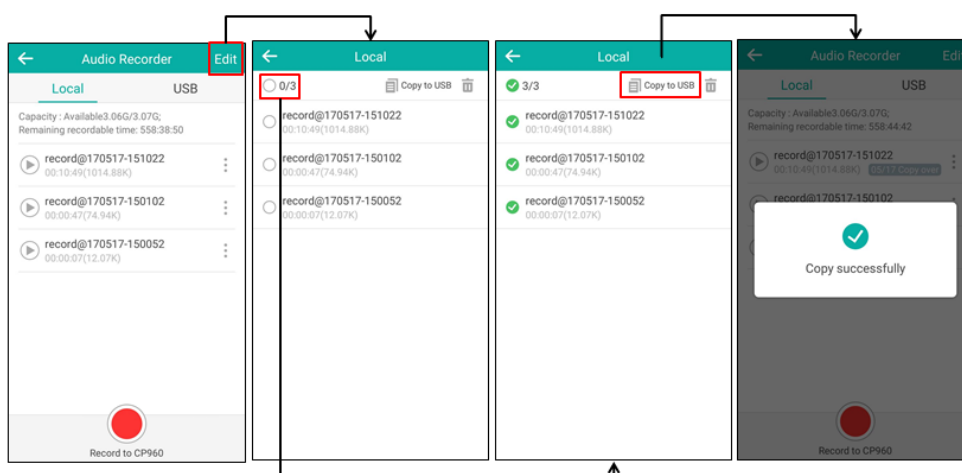 Audio Recorder
Edit
Local
USB
Capacity : Available3.06G/3.07G;
Remaining recordable time: 558:38:50
record@170517-151022
00:10:49(1014.88K)
record@170517-150102
00:00:47(74.94K)
record@170517-150052
00:00:07(12.07K)
Record to CP960
Local
0/3
Copy to USB
record@170517-151022
00:10:49(1014.88K)
record@170517-150102
00:00:47(74.94K)
record@170517-150052
00:00:07(12.07K)
Local
3/3
Copy to USB
record@170517-151022
00:10:49(1014.88K)
record@170517-150102
00:00:47(74.94K)
record@170517-150052
00:00:07(12.07K)
Audio Recorder
Edi
Local
USB
Capacity : Available3.06G/3.07G;
Remaining recordable time: 558:44:42
record@170517-151022
00:10:49(1014.88K) 05/17 Copy over
record@170517-150102
Copy successfully
Record to CP960